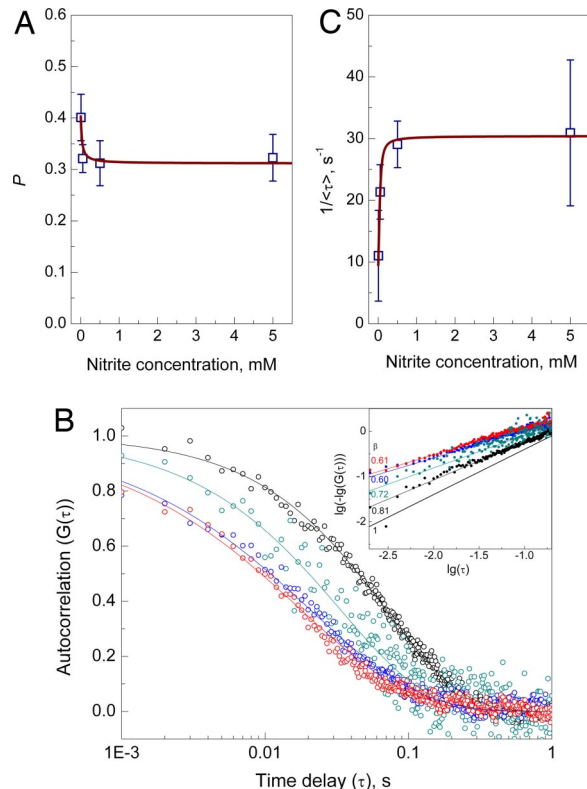 A
0.6
0.5
0.4
0.3
0.2
0.1
0.0
P
0 1 2 3 4 5
Nitrite concentration, mM
C
50
40
30
20
10
0
1/<τ>, s⁻¹
0 1 2 3 4 5
Nitrite concentration, mM
B
1.0
0.8
0.6
0.4
0.2
0.0
Autocorrelation (G(τ))
1E-3 0.01 0.1 1
Time delay (τ), s
β
0.61
0.60
0.72
0.81
1
0
-1
-2
lg(-lg(G(τ)))
-2.5 -2.0 -1.5 -1.0
lg(τ)